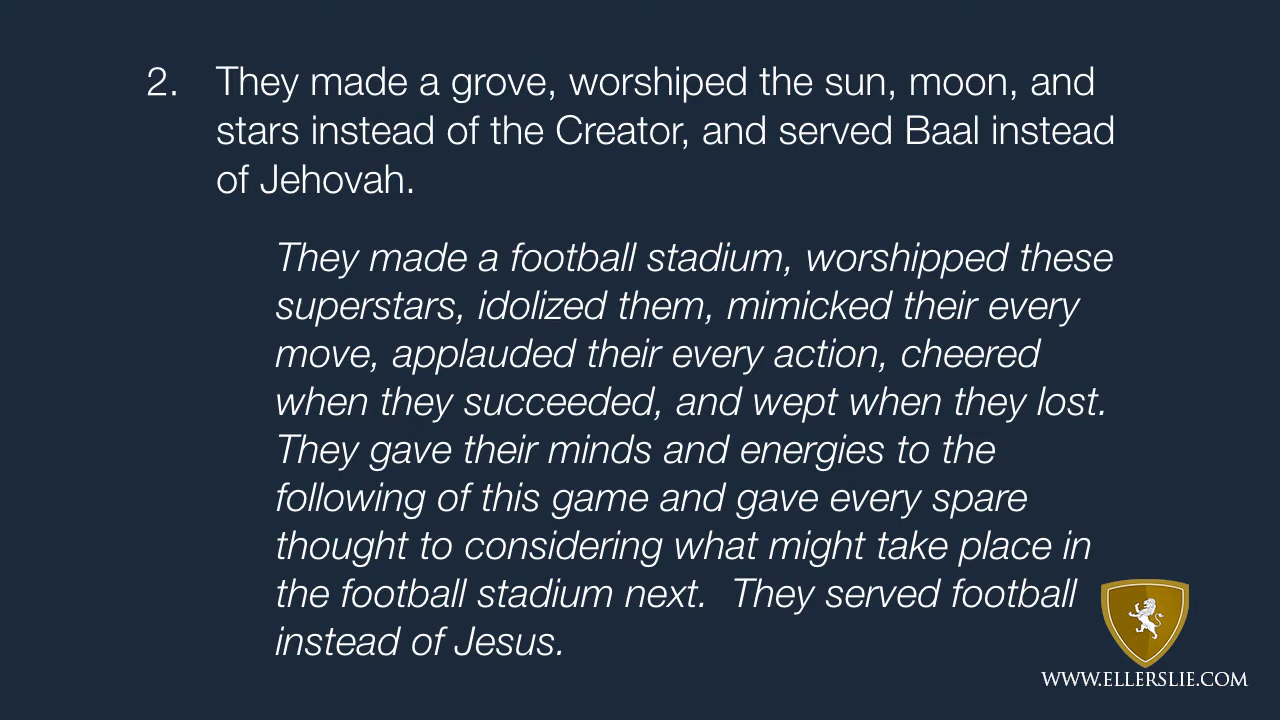 2. They made a grove, worshiped the sun, moon, and
stars instead of the Creator, and served Baal instead
of Jehovah.
They made a football stadium, worshipped these
superstars, idolized them, mimicked their every
move, applauded their every action, cheered
when they succeeded, and wept when they lost.
They gave their minds and energies to the
following of this game and gave every spare
thought to considering what might take place in
the football stadium next.  They served football
instead of Jesus.
WWW.ELLERSLIE.COM